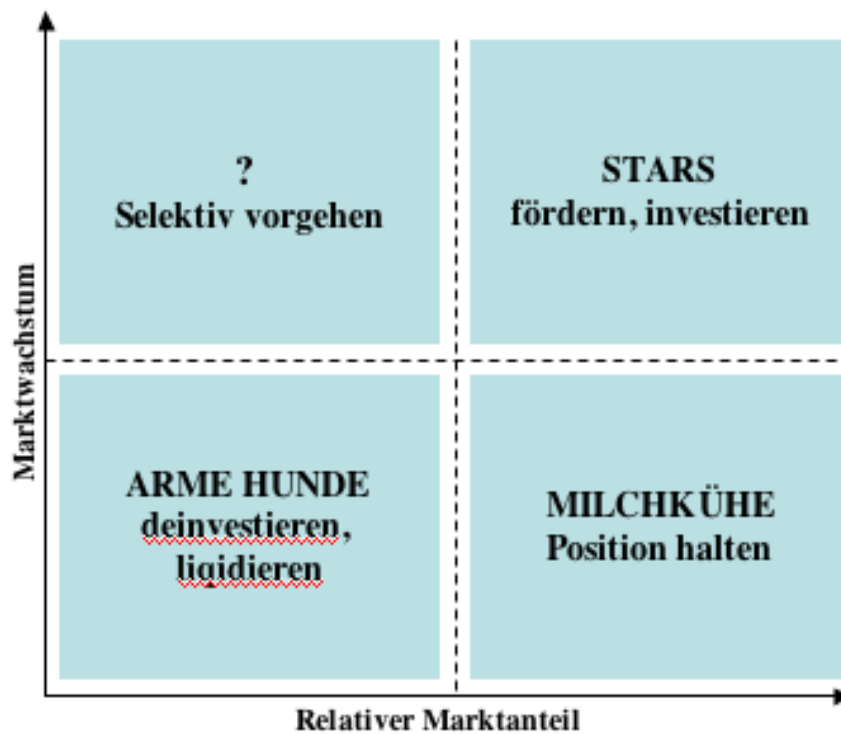 ?
Selektiv vorgehen
STARS
fördern, investieren
Marktwachstum
ARME HUNDE
deinvestieren,
liqidieren
MILCHKÜHE
Position halten
Relativer Marktanteil